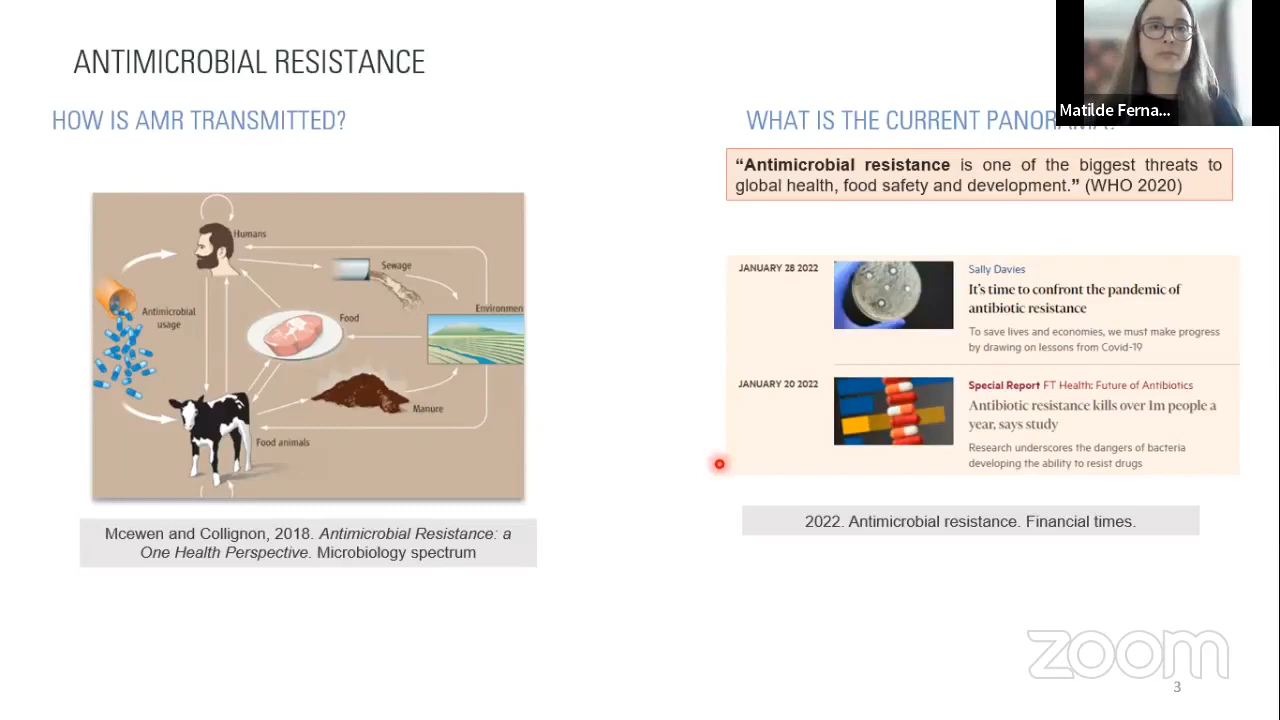 ANTIMICROBIAL RESISTANCE
HOW IS AMR TRANSMITTED?
Humans
Sewage
Antimicrobial
usage
Food
Environmen
Manure
Food animals
Mcewen and Collignon, 2018. Antimicrobial Resistance: a
One Health Perspective. Microbiology spectrum
Matilde Ferna...
WHAT IS THE CURRENT PANORAMA?
“Antimicrobial resistance is one of the biggest threats to
global health, food safety and development.” (WHO 2020)
JANUARY 28 2022
Sally Davies
It’s time to confront the pandemic of
antibiotic resistance
To save lives and economies, we must make progress
by drawing on lessons from Covid-19
JANUARY 20 2022
Special Report FT Health: Future of Antibiotics
Antibiotic resistance kills over 1m people a
year, says study
Research underscores the dangers of bacteria
developing the ability to resist drugs
2022. Antimicrobial resistance. Financial times.
zoom
3